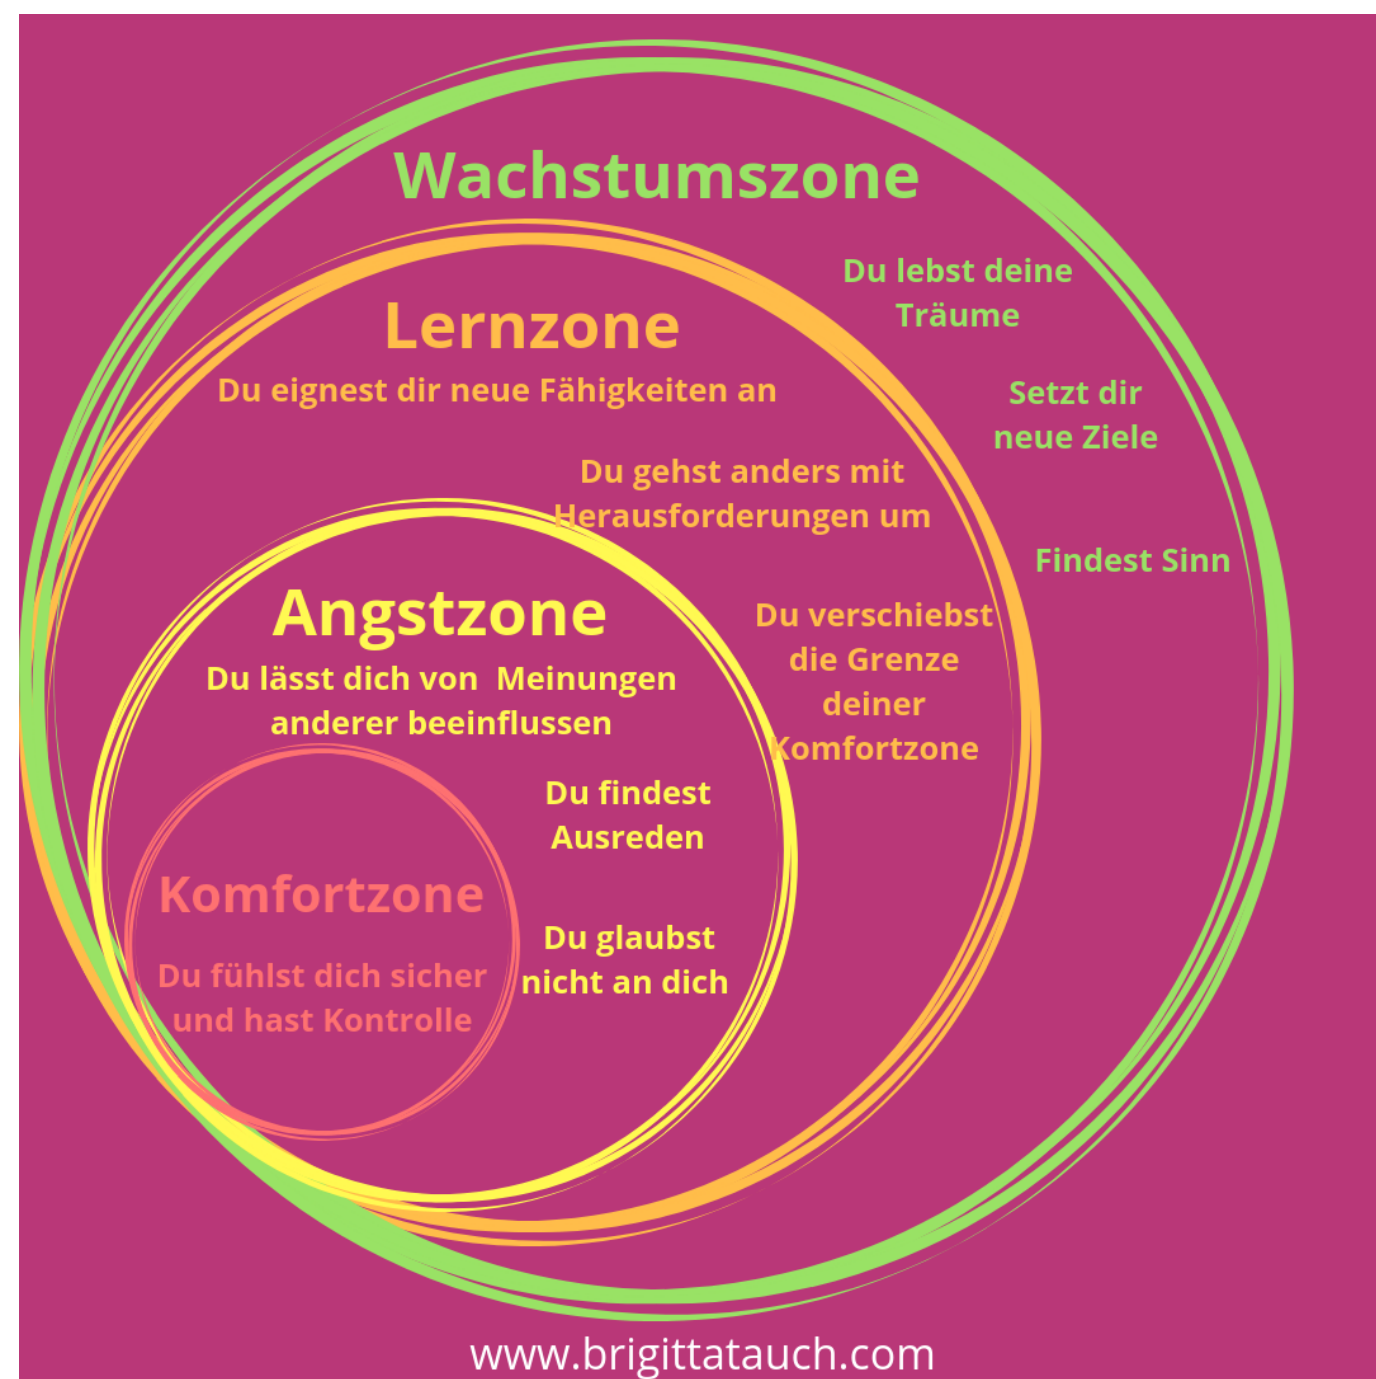 Wachstumszone
Du lebst deine
Träume
Setzt dir
neue Ziele
Findest Sinn
Lernzone
Du eignest dir neue Fähigkeiten an
Du gehst anders mit
Herausforderungen um
Du verschiebst
die Grenze
deiner
Komfortzone
Angstzone
Du lässt dich von  Meinungen
anderer beeinflussen
Du findest
Ausreden
Du glaubst
nicht an dich
Komfortzone
Du fühlst dich sicher
und hast Kontrolle
www.brigittatauch.com